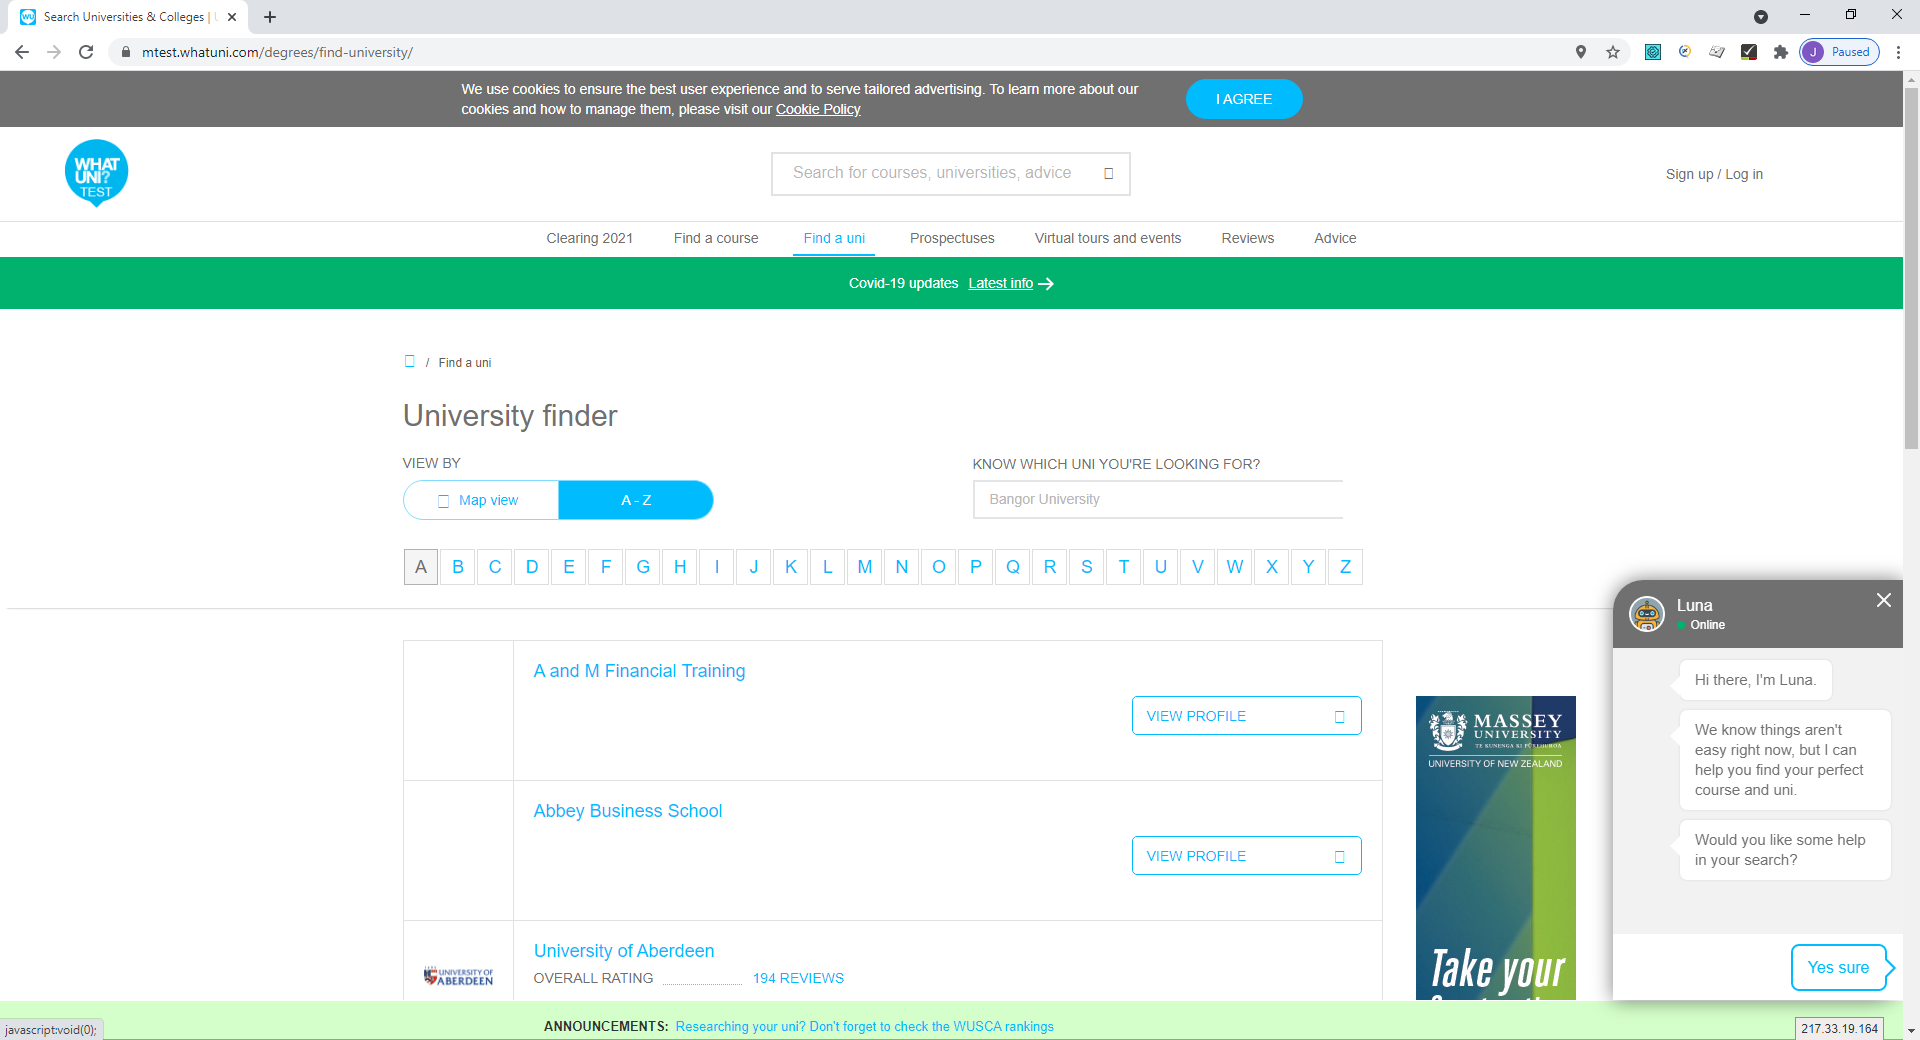 Search Universities & Colleges |
mtest.whatuni.com/degrees/find-university/
J Paused
We use cookies to ensure the best user experience and to serve tailored advertising. To learn more about our
cookies and how to manage them, please visit our Cookie Policy
I AGREE
WHAT
UNI?
TEST
Search for courses, universities, advice
Sign up / Log in
Clearing 2021
Find a course
Find a uni
Prospectuses
Virtual tours and events
Reviews
Advice
Covid-19 updates Latest info
/ Find a uni
University finder
VIEW BY
Map view
A - Z
KNOW WHICH UNI YOU'RE LOOKING FOR?
Bangor University
A B C D E F G H I J K L M N O P Q R S T U V W X Y Z
A and M Financial Training
VIEW PROFILE
Abbey Business School
VIEW PROFILE
UNIVERSITY OF
ABERDEEN
University of Aberdeen
OVERALL RATING
194 REVIEWS
MASSEY
UNIVERSITY
TE KUNENGA KI PŪREHUROA
UNIVERSITY OF NEW ZEALAND
Take your
Luna
Online
Hi there, I'm Luna.
We know things aren't
easy right now, but I can
help you find your perfect
course and uni.
Would you like some help
in your search?
Yes sure
ANNOUNCEMENTS: Researching your uni? Don't forget to check the WUSCA rankings
javascript:void(0);
217.33.19.164